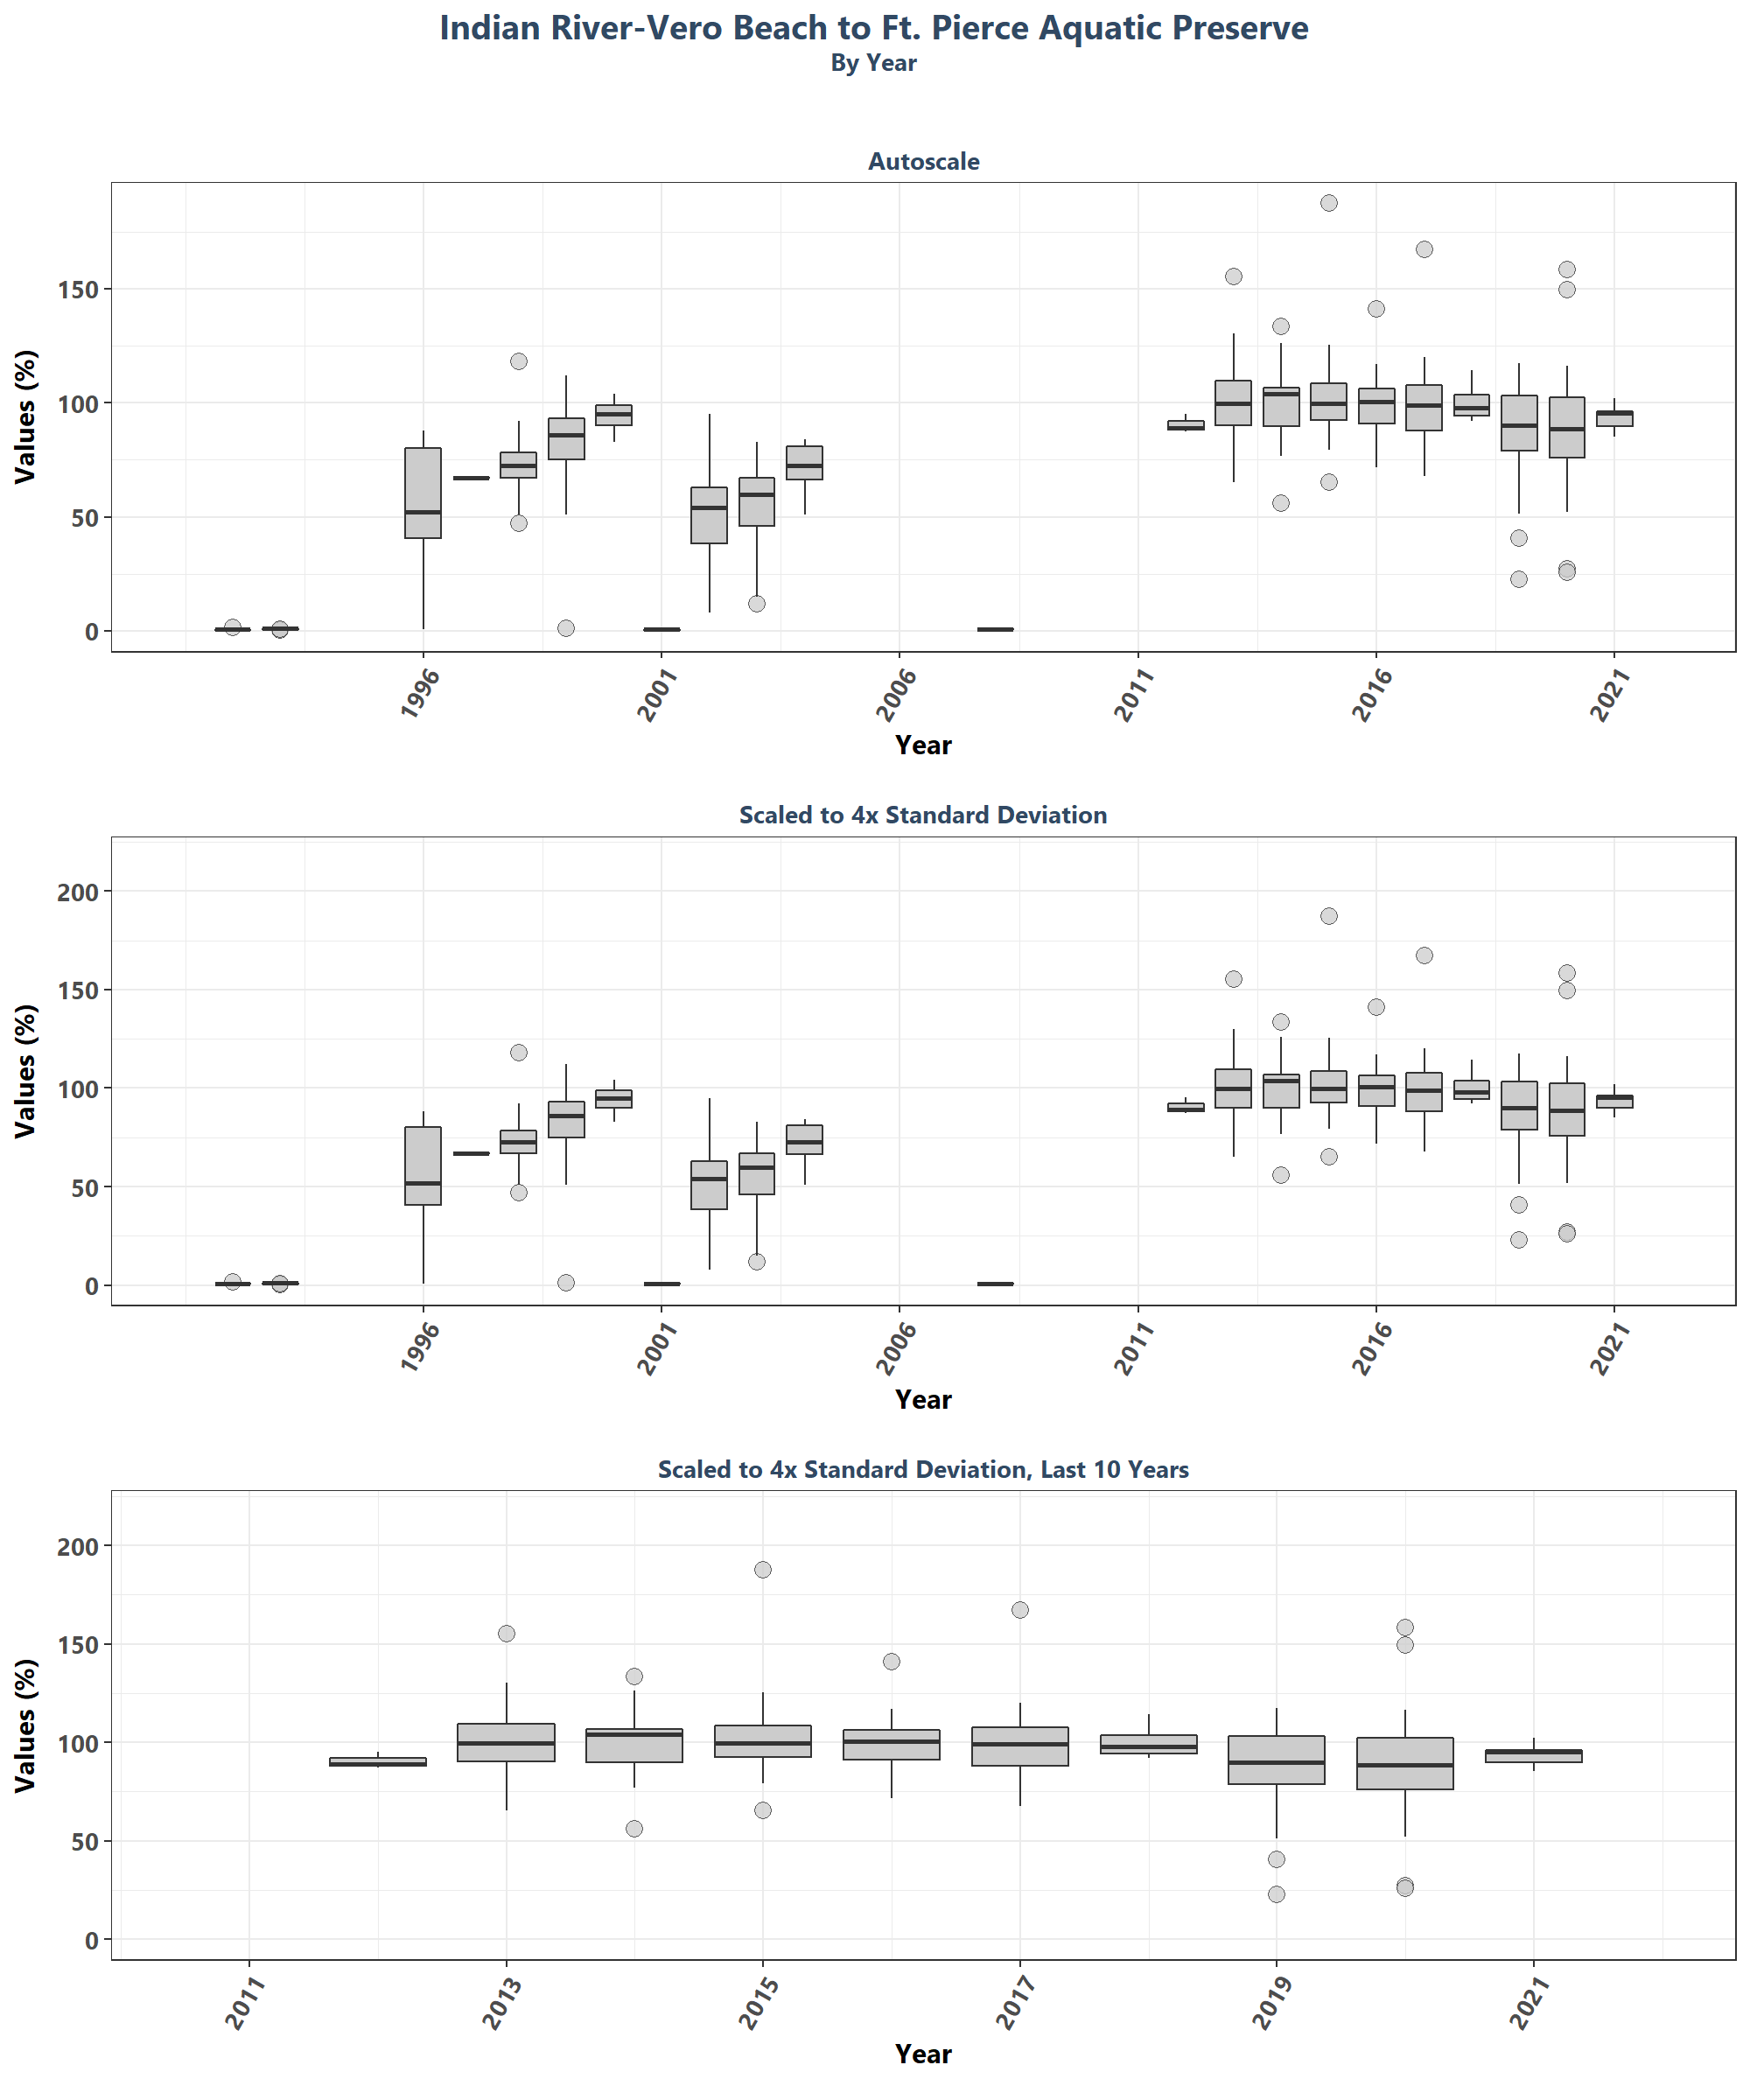 Indian River-Vero Beach to Ft. Pierce Aquatic Preserve
By Year
Autoscale
Values (%)
150
100
50
0
1996
2001
2006
2011
2016
2021
Year
Scaled to 4x Standard Deviation
Values (%)
200
150
100
50
0
1996
2001
2006
2011
2016
2021
Year
Scaled to 4x Standard Deviation, Last 10 Years
Values (%)
200
150
100
50
0
2011
2013
2015
2017
2019
2021
Year